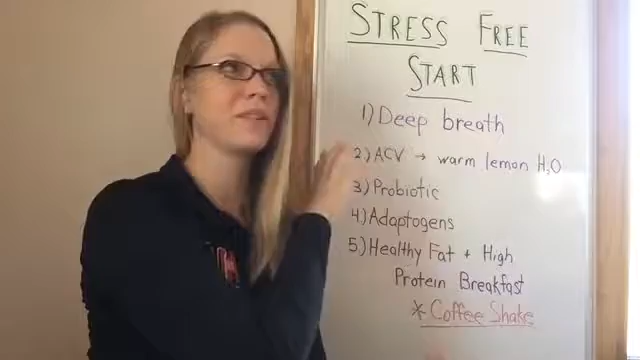 STRESS FREE
START
1) Deep breath
2) ACV → warm lemon H₂O
3) Probiotic
4.) Adaptogens
5.) Healthy Fat + High
Protein Breakfast
* Coffee Shake